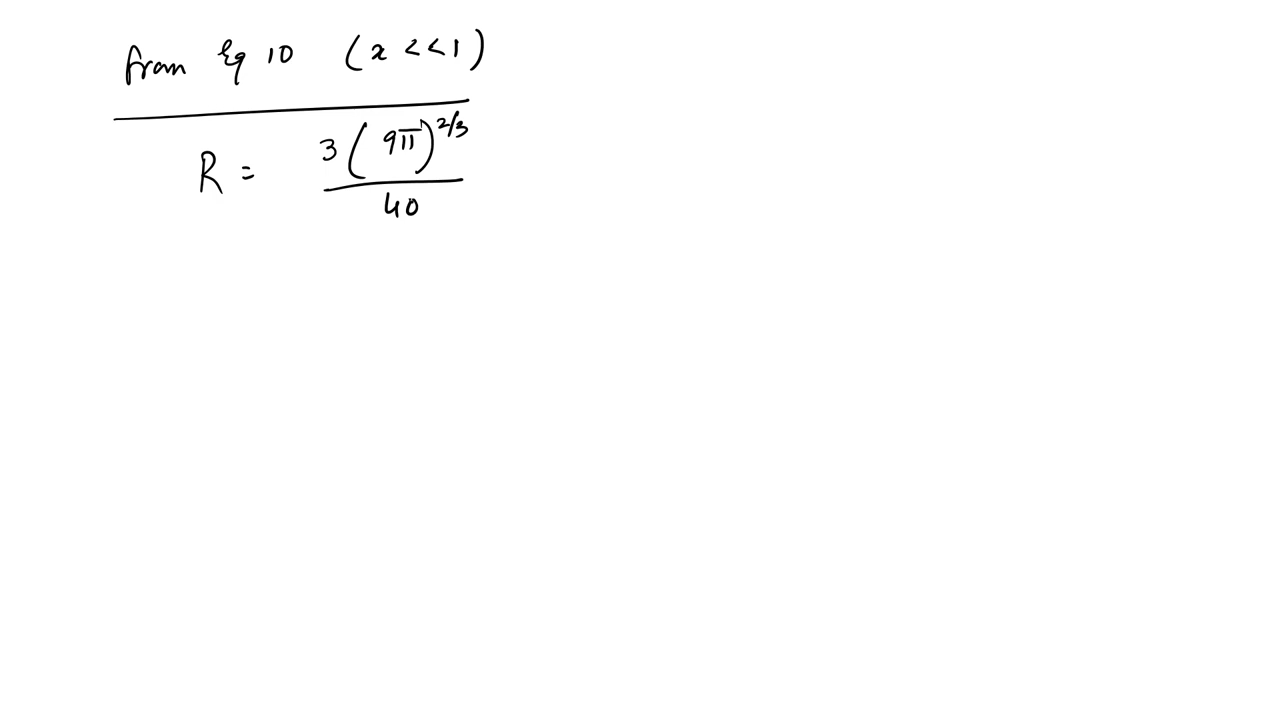 from Eq 10 (x << 1)
R = 3(9π)^2/3
40